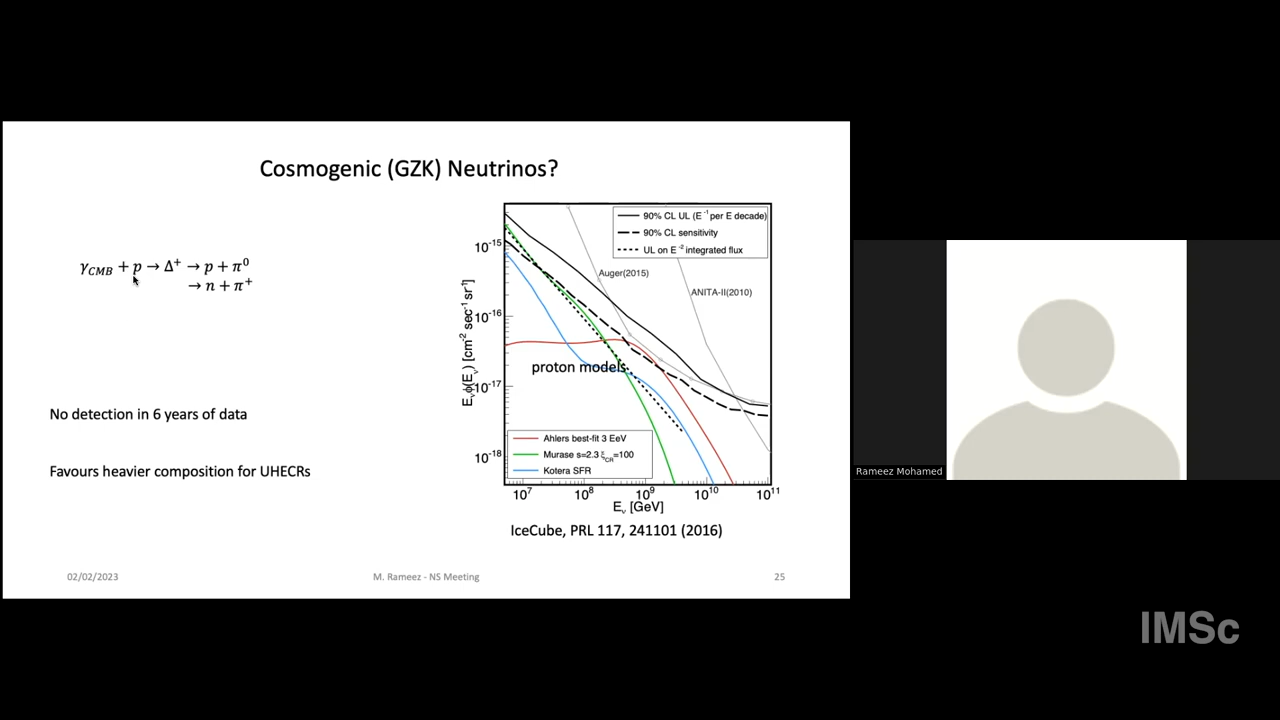 Cosmogenic (GZK) Neutrinos?
γCMB + p → Δ⁺ → p + π⁰
→ n + π⁺
No detection in 6 years of data
Favours heavier composition for UHECRs
90% CL UL (E⁻¹ per E decade)
90% CL sensitivity
UL on E⁻² integrated flux
Auger(2015)
ANITA-II(2010)
proton models
Ahlers best-fit 3 EeV
Murase s=2.3 ξCR=100
Kotera SFR
Eνϕ(Eν) [cm⁻² sec⁻¹ sr⁻¹]
10⁻¹⁵
10⁻¹⁶
10⁻¹⁷
10⁻¹⁸
10⁷ 10⁸ 10⁹ 10¹⁰ 10¹¹
Eν [GeV]
IceCube, PRL 117, 241101 (2016)
02/02/2023 M. Rameez - NS Meeting 25
Rameez Mohamed
IMSc